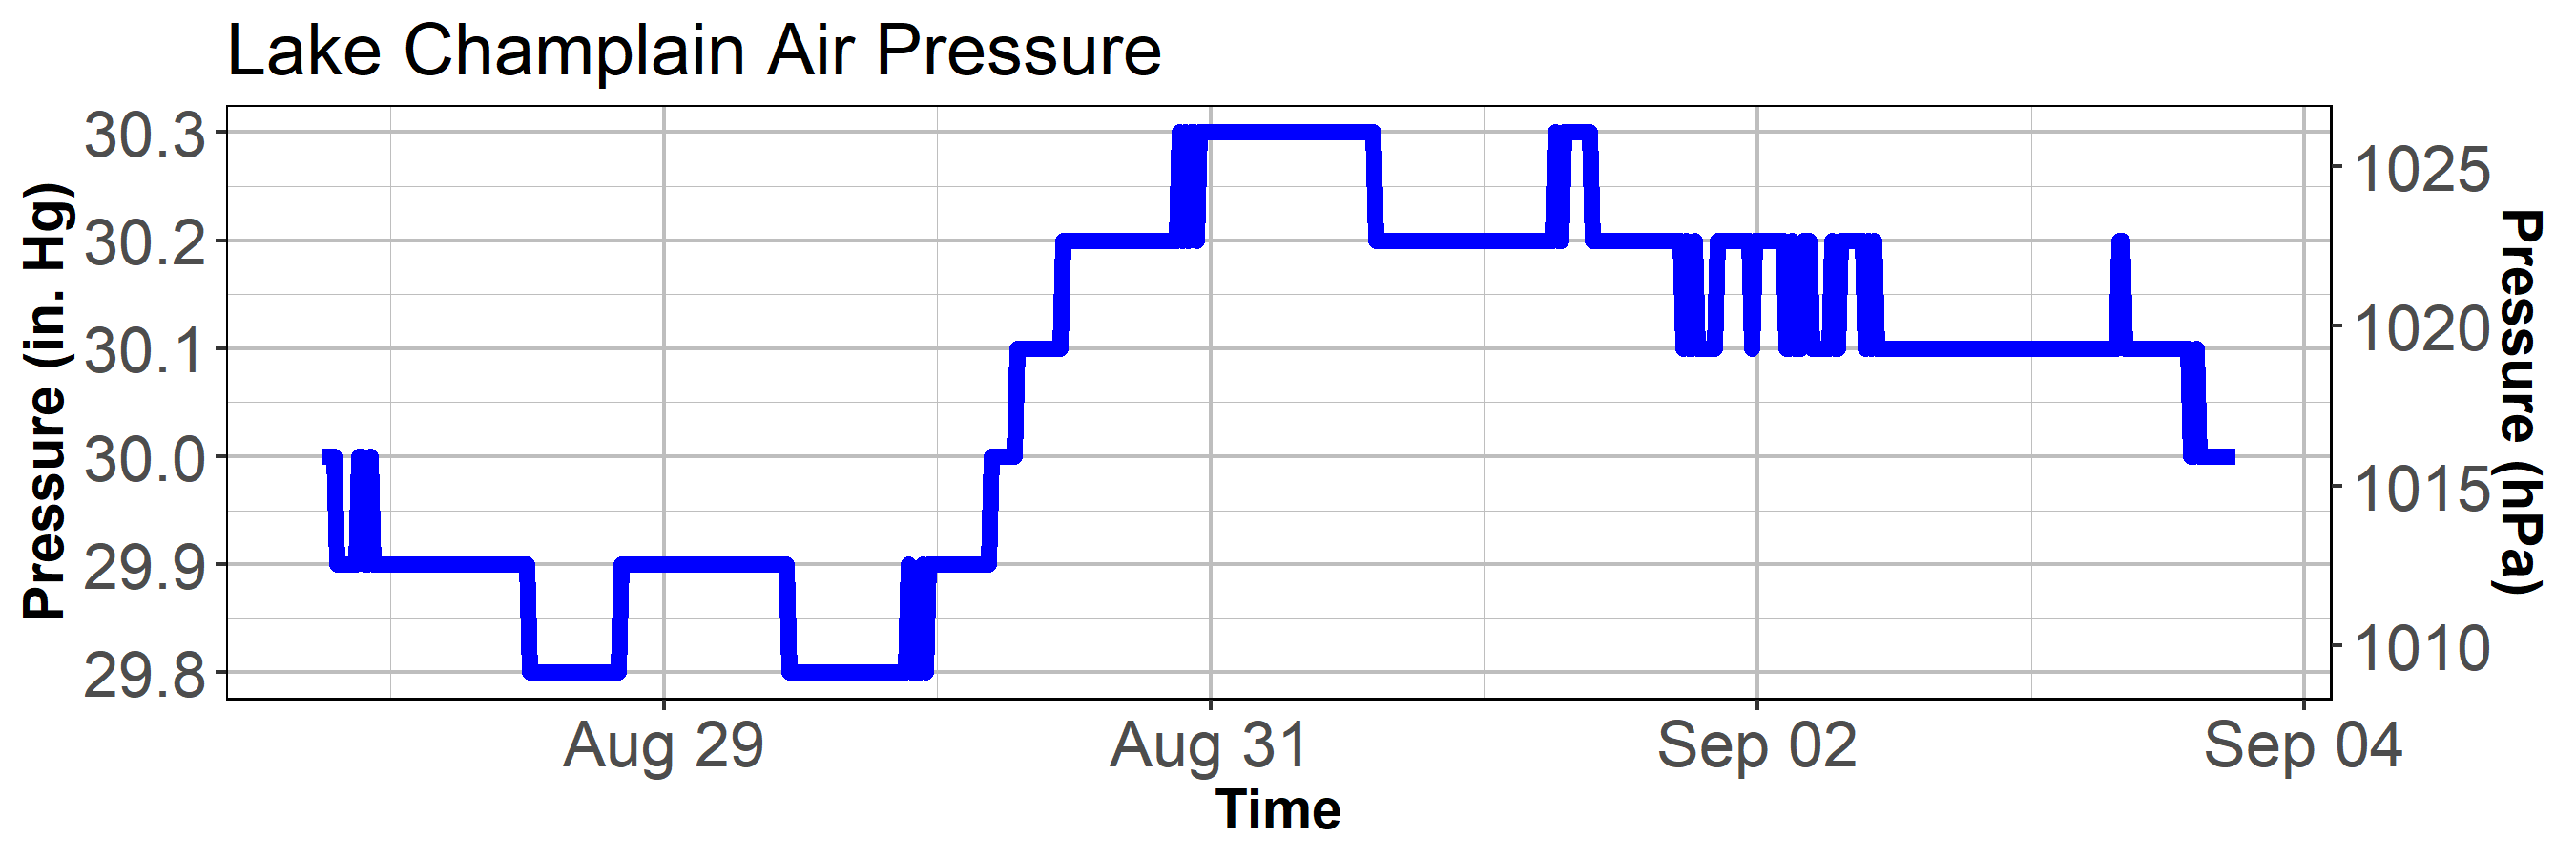 Lake Champlain Air Pressure
Pressure (in. Hg)
30.3
30.2
30.1
30.0
29.9
29.8
1025
1020
1015
1010
Pressure (hPa)
Aug 29 Aug 31 Sep 02 Sep 04
Time